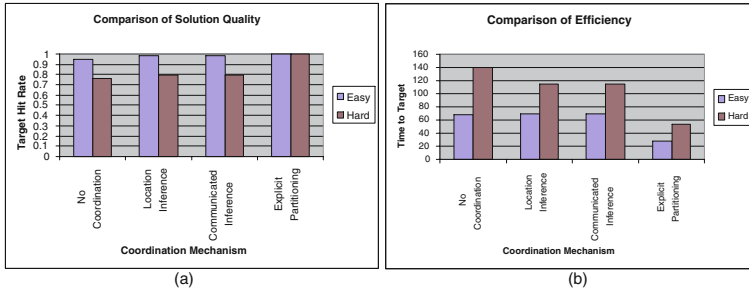 Comparison of Solution Quality
Target Hit Rate
1
0.9
0.8
0.7
0.6
0.5
0.4
0.3
0.2
0.1
0
No
Coordination
Location
Inference
Communicated
Inference
Explicit
Partitioning
Coordination Mechanism
Easy
Hard
(a)
Comparison of Efficiency
Time to Target
160
140
120
100
80
60
40
20
0
No
Coordination
Location
Inference
Communicated
Inference
Explicit
Partitioning
Coordination Mechanism
Easy
Hard
(b)